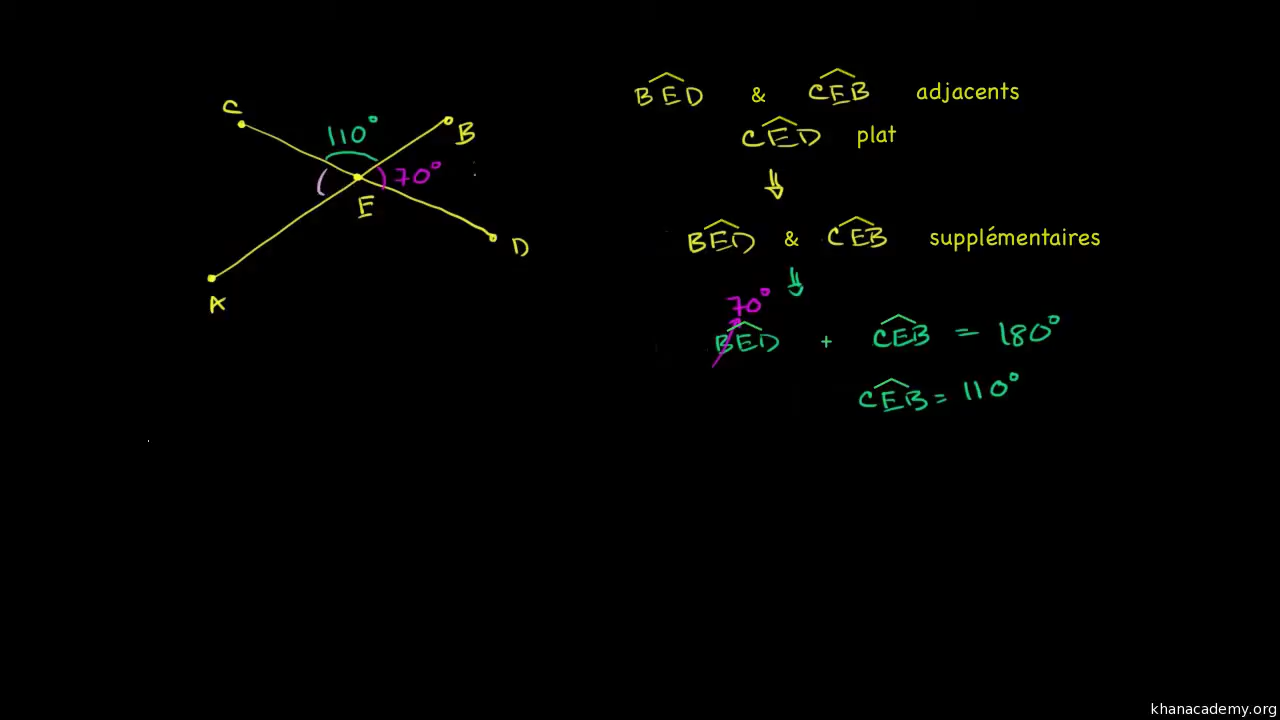 C
110°
B
70°
E
D
A
BED & CEB adjacents
CED plat
⇓
BED & CEB supplémentaires
⇓
70°
BED + CEB = 180°
CEB = 110°
khanacademy.org